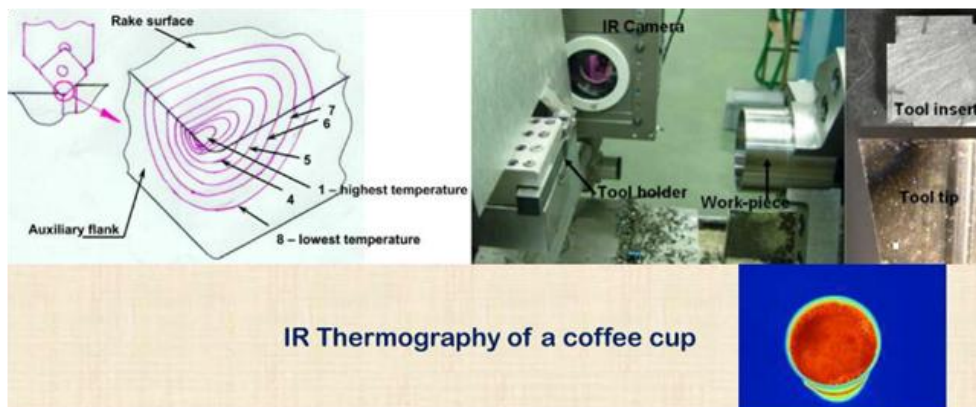 Rake surface
7
6
5
1 – highest temperature
4
Auxiliary flank
8 – lowest temperature
IR Camera
Tool holder
Work-piece
Tool insert
Tool tip
IR Thermography of a coffee cup